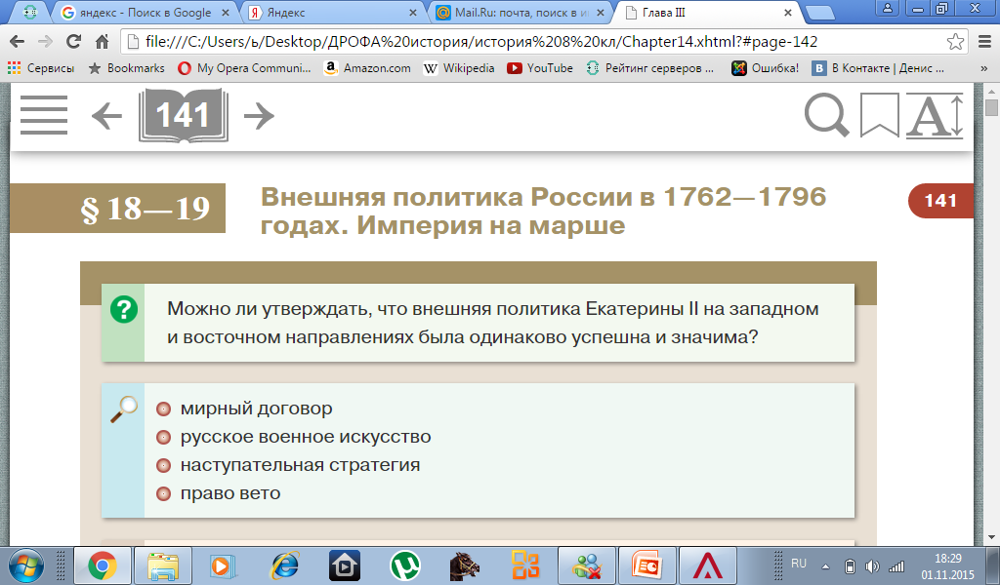 яндекс - Поиск в Google
Яндекс
Mail.Ru: почта, поиск в и
Глава III
file:///C:/Users/ь/Desktop/ДРОФА%20история/история%208%20кл/Chapter14.xhtml?#page-142
Сервисы
Bookmarks
My Opera Communi...
Amazon.com
Wikipedia
YouTube
Рейтинг серверов ...
Ошибка!
В Контакте | Денис ...
»
141
A
§ 18—19
Внешняя политика России в 1762—1796
годах. Империя на марше
141
?
Можно ли утверждать, что внешняя политика Екатерины II на западном
и восточном направлениях была одинаково успешна и значима?
мирный договор
русское военное искусство
наступательная стратегия
право вето
RU
18:29
01.11.2015